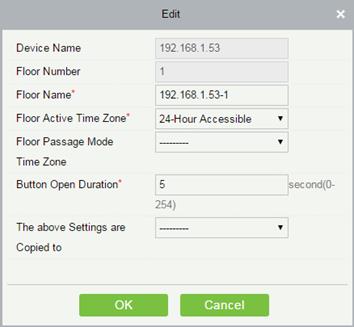 Edit ×
Device Name 192.168.1.53
Floor Number 1
Floor Name* 192.168.1.53-1
Floor Active Time Zone* 24-Hour Accessible
Floor Passage Mode ---------
Time Zone
Button Open Duration* 5 second(0-
254)
The above Settings are ---------
Copied to
OK Cancel